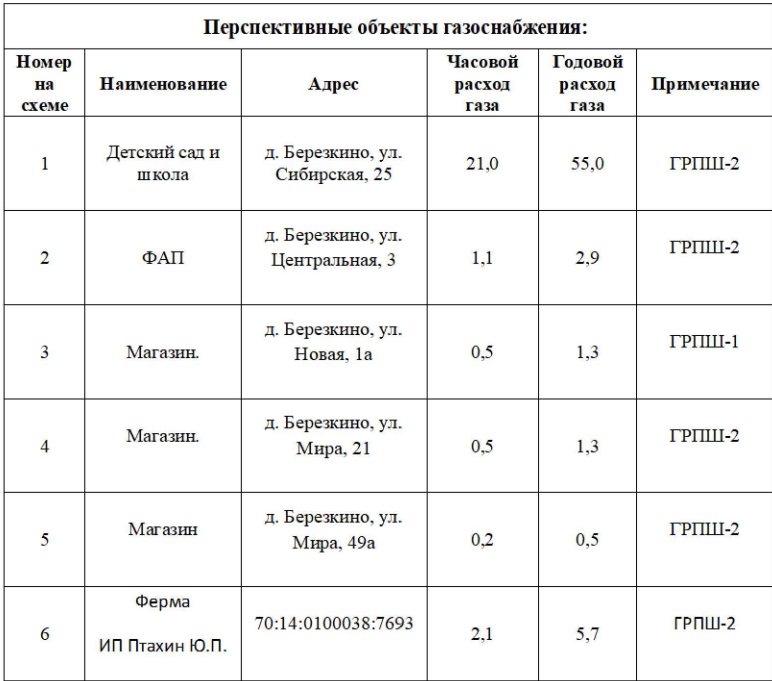 Перспективные объекты газоснабжения:
Номер на схеме Наименование Адрес Часовой расход газа Годовой расход газа Примечание
1 Детский сад и школа д. Березкино, ул. Сибирская, 25 21,0 55,0 ГРПШ-2
2 ФАП д. Березкино, ул. Центральная, 3 1,1 2,9 ГРПШ-2
3 Магазин. д. Березкино, ул. Новая, 1а 0,5 1,3 ГРПШ-1
4 Магазин. д. Березкино, ул. Мира, 21 0,5 1,3 ГРПШ-2
5 Магазин д. Березкино, ул. Мира, 49а 0,2 0,5 ГРПШ-2
6 Ферма ИП Птахин Ю.П. 70:14:0100038:7693 2,1 5,7 ГРПШ-2